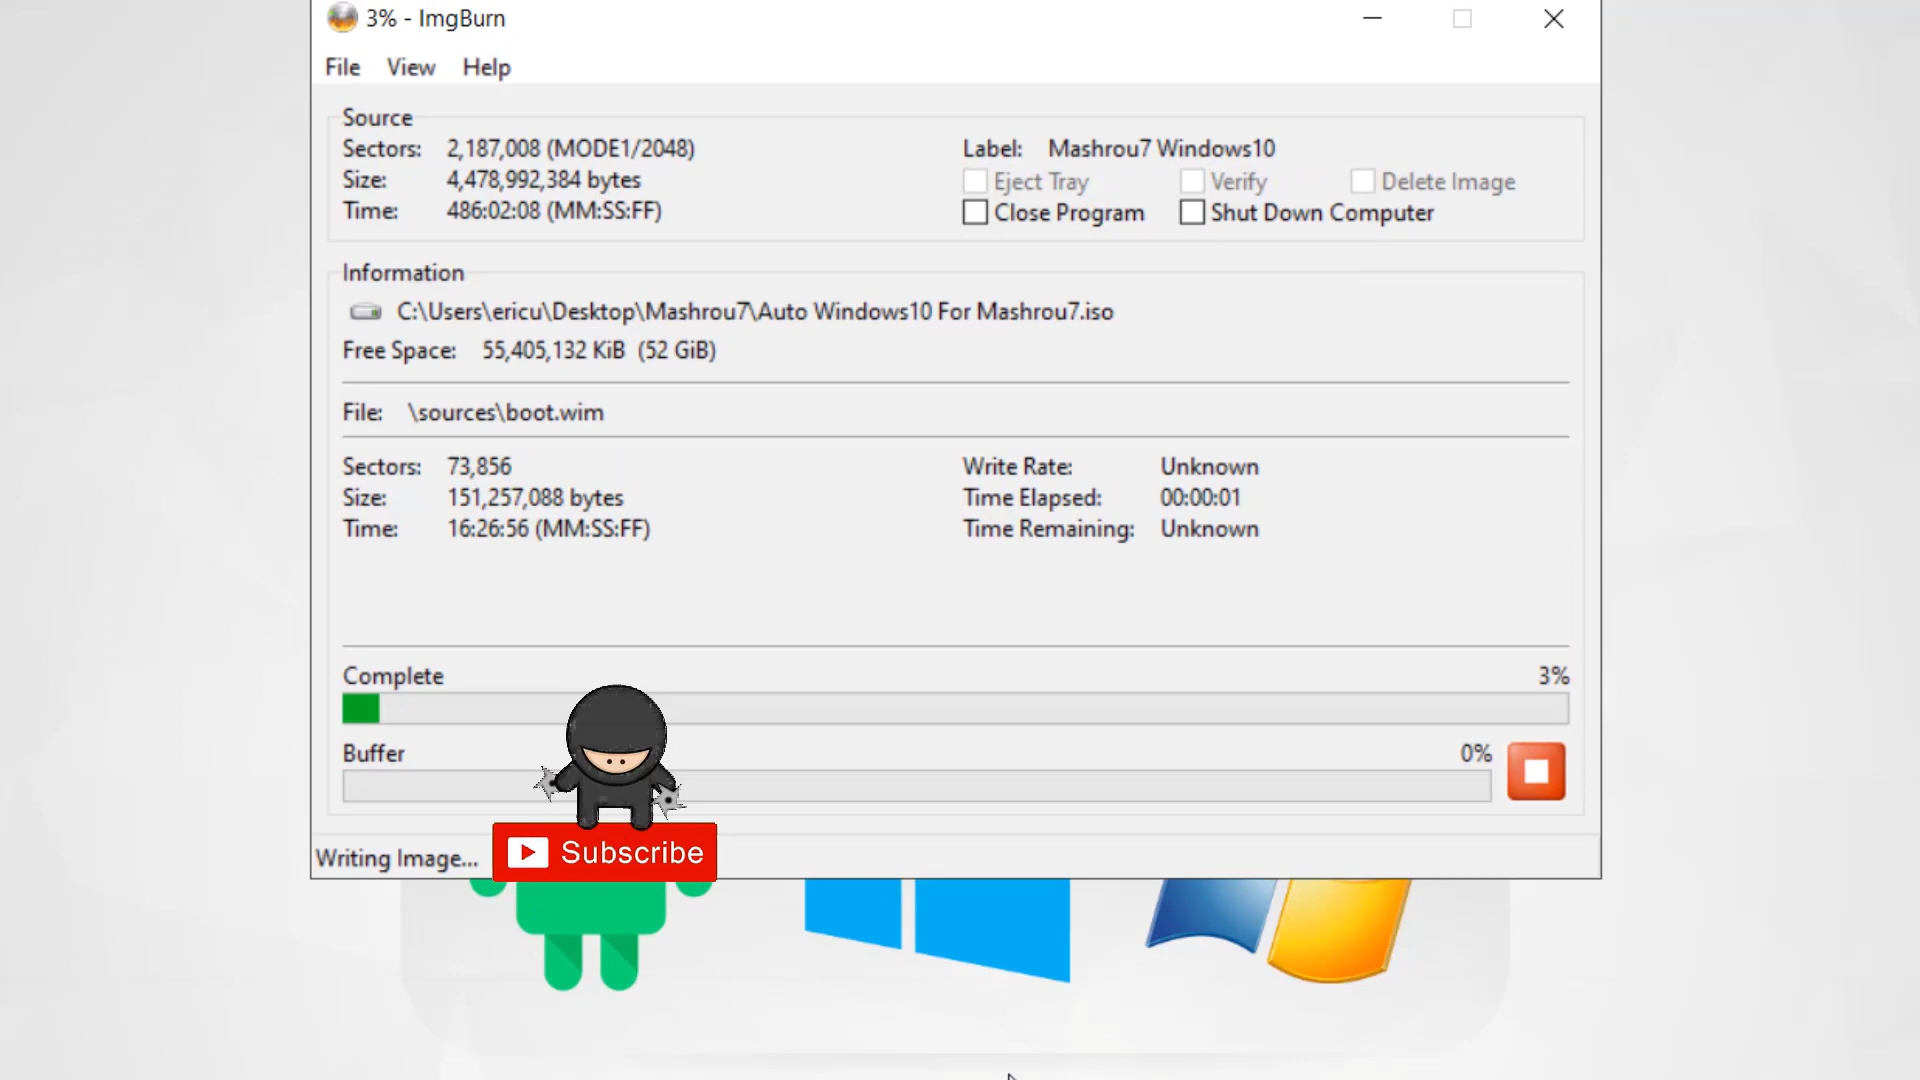 3% - ImgBurn
File View Help
Source
Sectors: 2,187,008 (MODE1/2048)
Label: Mashrou7 Windows10
Size: 4,478,992,384 bytes
Eject Tray Verify Delete Image
Time: 486:02:08 (MM:SS:FF)
Close Program Shut Down Computer
Information
C:\Users\ericu\Desktop\Mashrou7\Auto Windows10 For Mashrou7.iso
Free Space: 55,405,132 KiB (52 GiB)
File: \sources\boot.wim
Sectors: 73,856
Write Rate: Unknown
Size: 151,257,088 bytes
Time Elapsed: 00:00:01
Time: 16:26:56 (MM:SS:FF)
Time Remaining: Unknown
Complete 3%
Buffer 0%
Writing Image...
Subscribe